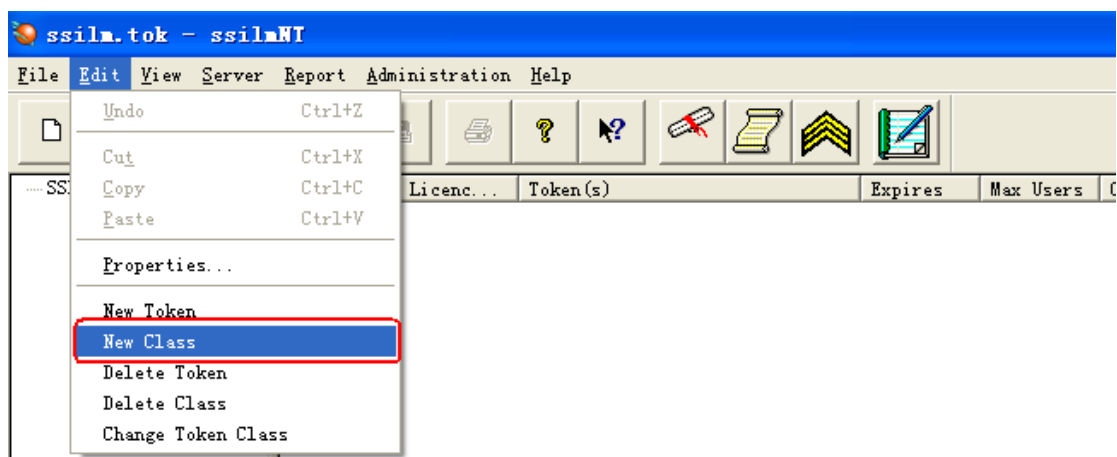 ssilm.tok - ssilmNT
File Edit View Server Report Administration Help
Undo Ctrl+Z
Cut Ctrl+X
Copy Ctrl+C
Paste Ctrl+V
Properties...
New Token
New Class
Delete Token
Delete Class
Change Token Class
SS
Licenc... Token(s) Expires Max Users